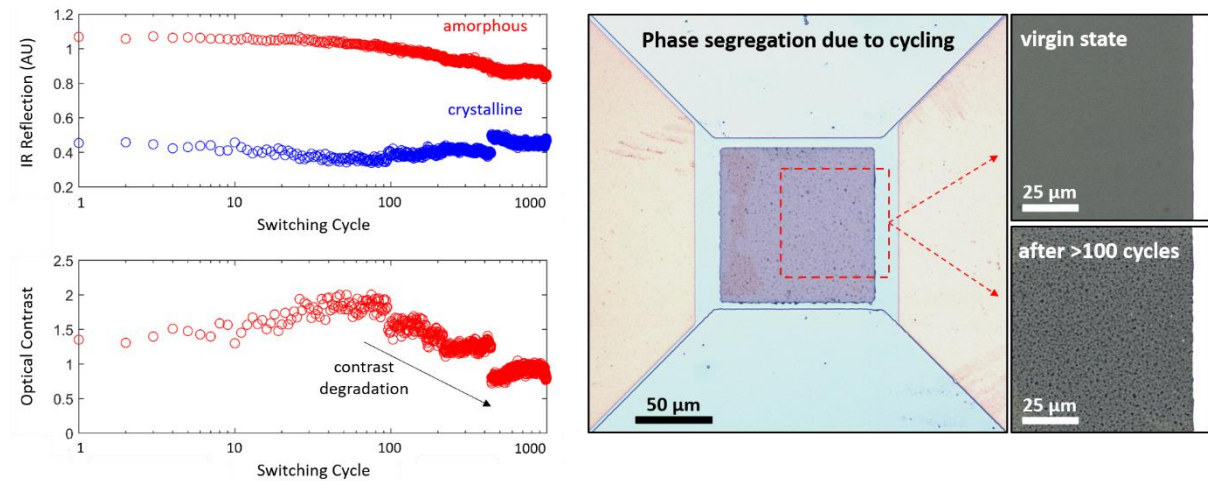 1.2
1
0.8
0.6
0.4
0.2
IR Reflection (AU)
amorphous
crystalline
1
10
100
1000
Switching Cycle
2.5
2
1.5
1
0.5
0
Optical Contrast
contrast
degradation
1
10
100
1000
Switching Cycle
Phase segregation due to cycling
50 µm
virgin state
25 µm
after >100 cycles
25 µm